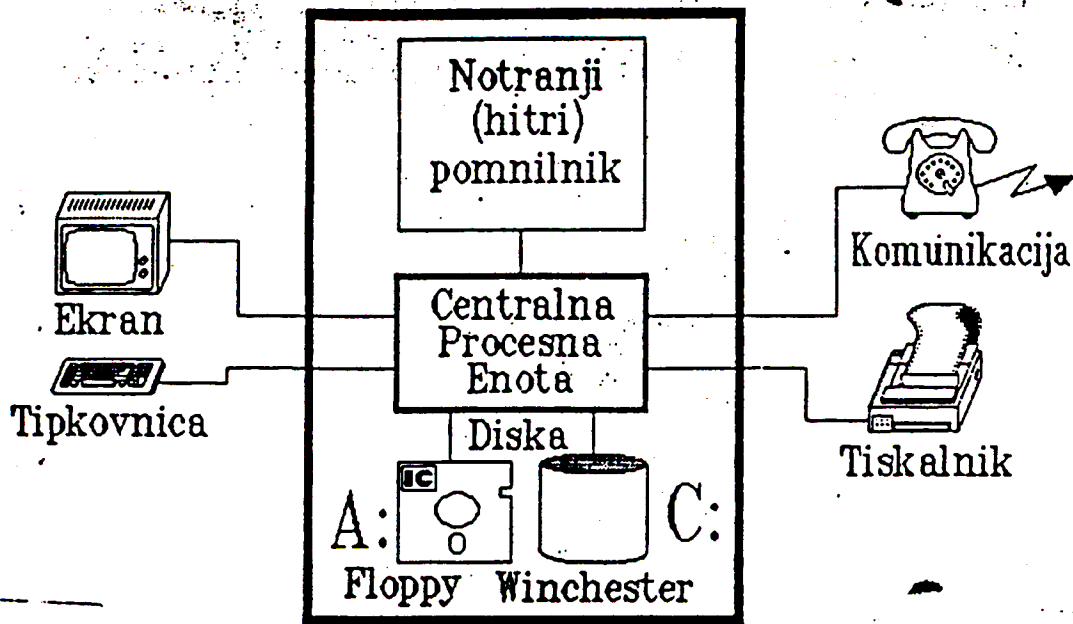 Notranji
(hitri)
pomnilnik
Ekran
Tipkovnica
Centralna
Procesna
Enota
Komunikacija
Tiskalnik
Diska
IC
A:
C:
Floppy
Winchester